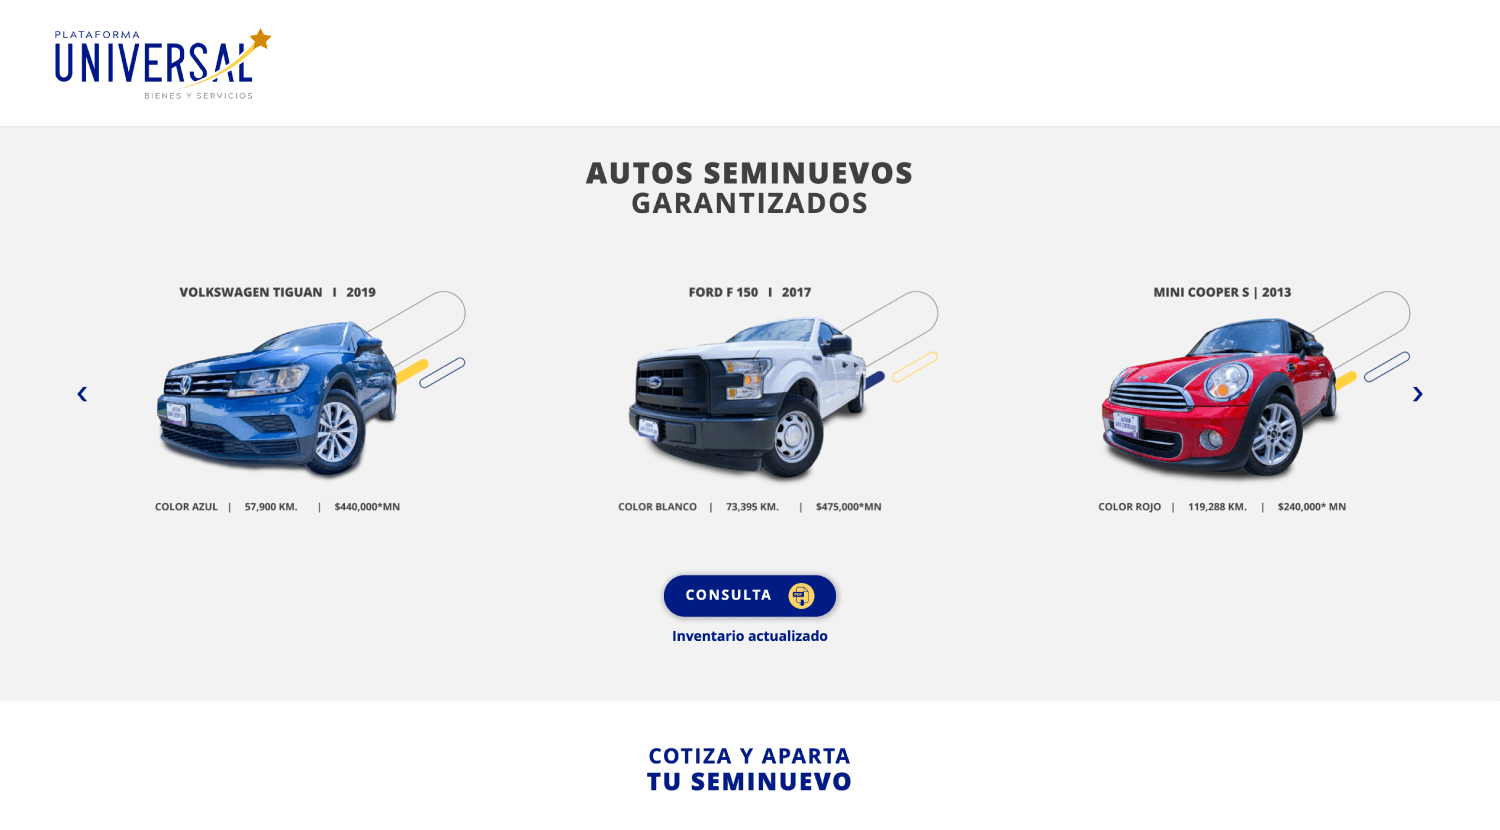 PLATAFORMA
UNIVERSAL
BIENES Y SERVICIOS
AUTOS SEMINUEVOS
GARANTIZADOS
VOLKSWAGEN TIGUAN I 2019
FORD F 150 I 2017
MINI COOPER S | 2013
‹
›
COLOR AZUL | 57,900 KM. | $440,000*MN
COLOR BLANCO | 73,395 KM. | $475,000*MN
COLOR ROJO | 119,288 KM. | $240,000* MN
CONSULTA
Inventario actualizado
COTIZA Y APARTA
TU SEMINUEVO